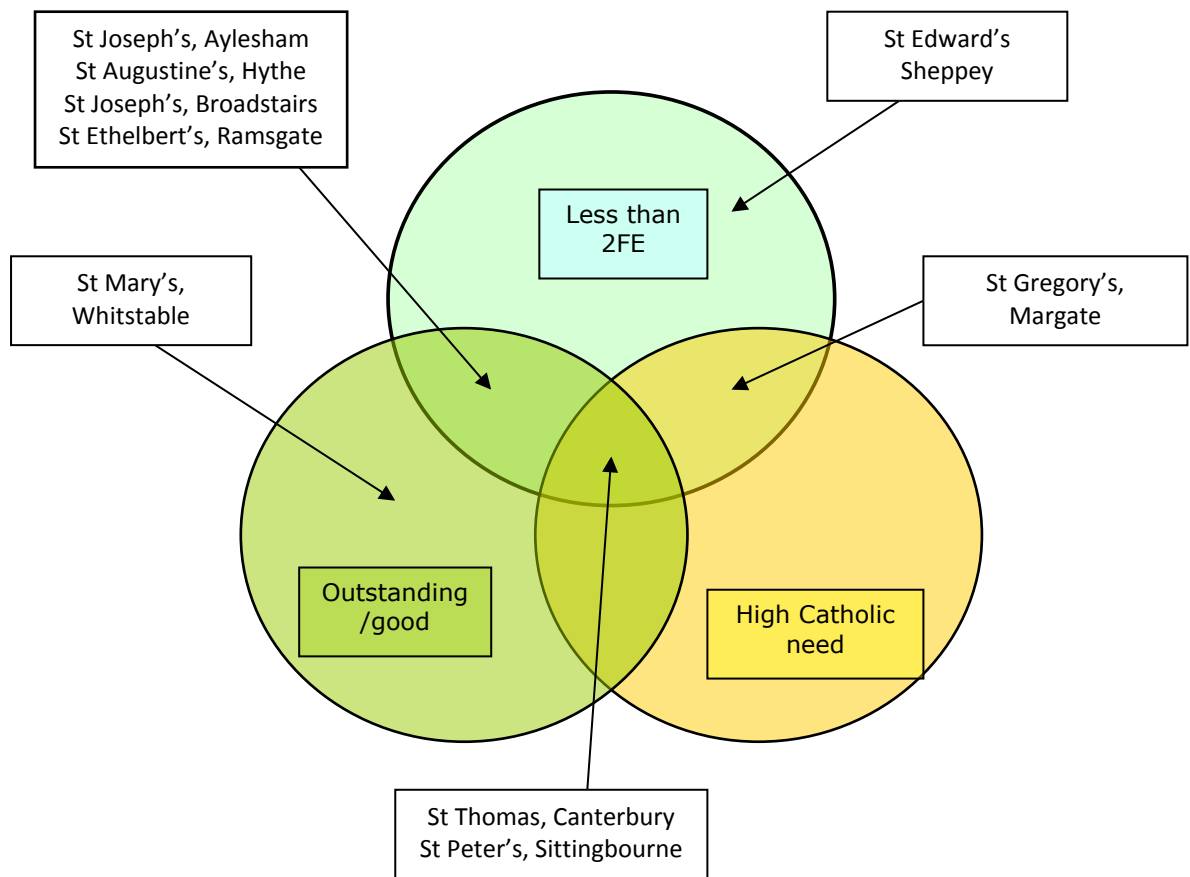 St Joseph’s, Aylesham
St Augustine’s, Hythe
St Joseph’s, Broadstairs
St Ethelbert’s, Ramsgate
St Edward’s
Sheppey
Less than
2FE
St Mary’s,
Whitstable
St Gregory’s,
Margate
Outstanding
/good
High Catholic
need
St Thomas, Canterbury
St Peter’s, Sittingbourne